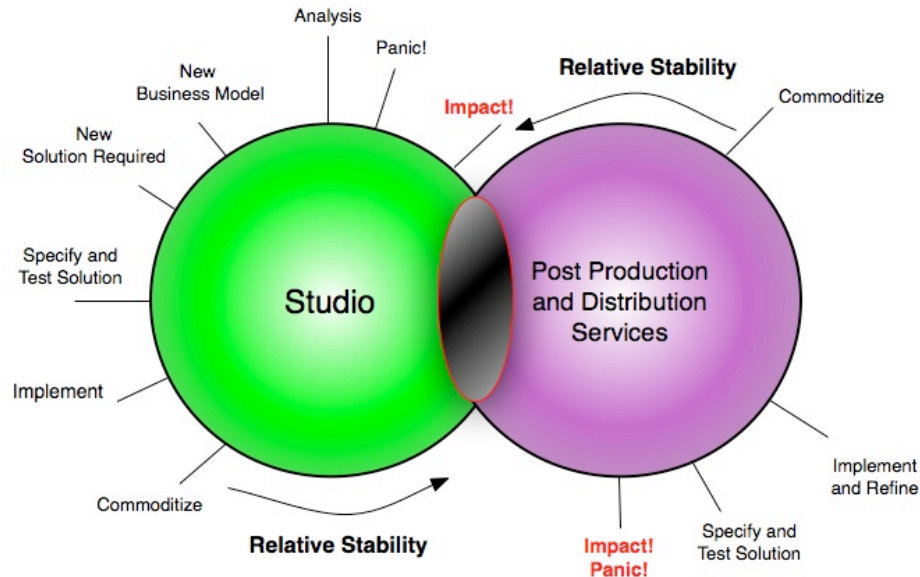 Analysis
Panic!
Impact!
Relative Stability
Commoditize
New
Business Model
New
Solution Required
Specify and
Test Solution
Implement
Commoditize
Relative Stability
Studio
Post Production
and Distribution
Services
Implement
and Refine
Specify and
Test Solution
Impact!
Panic!